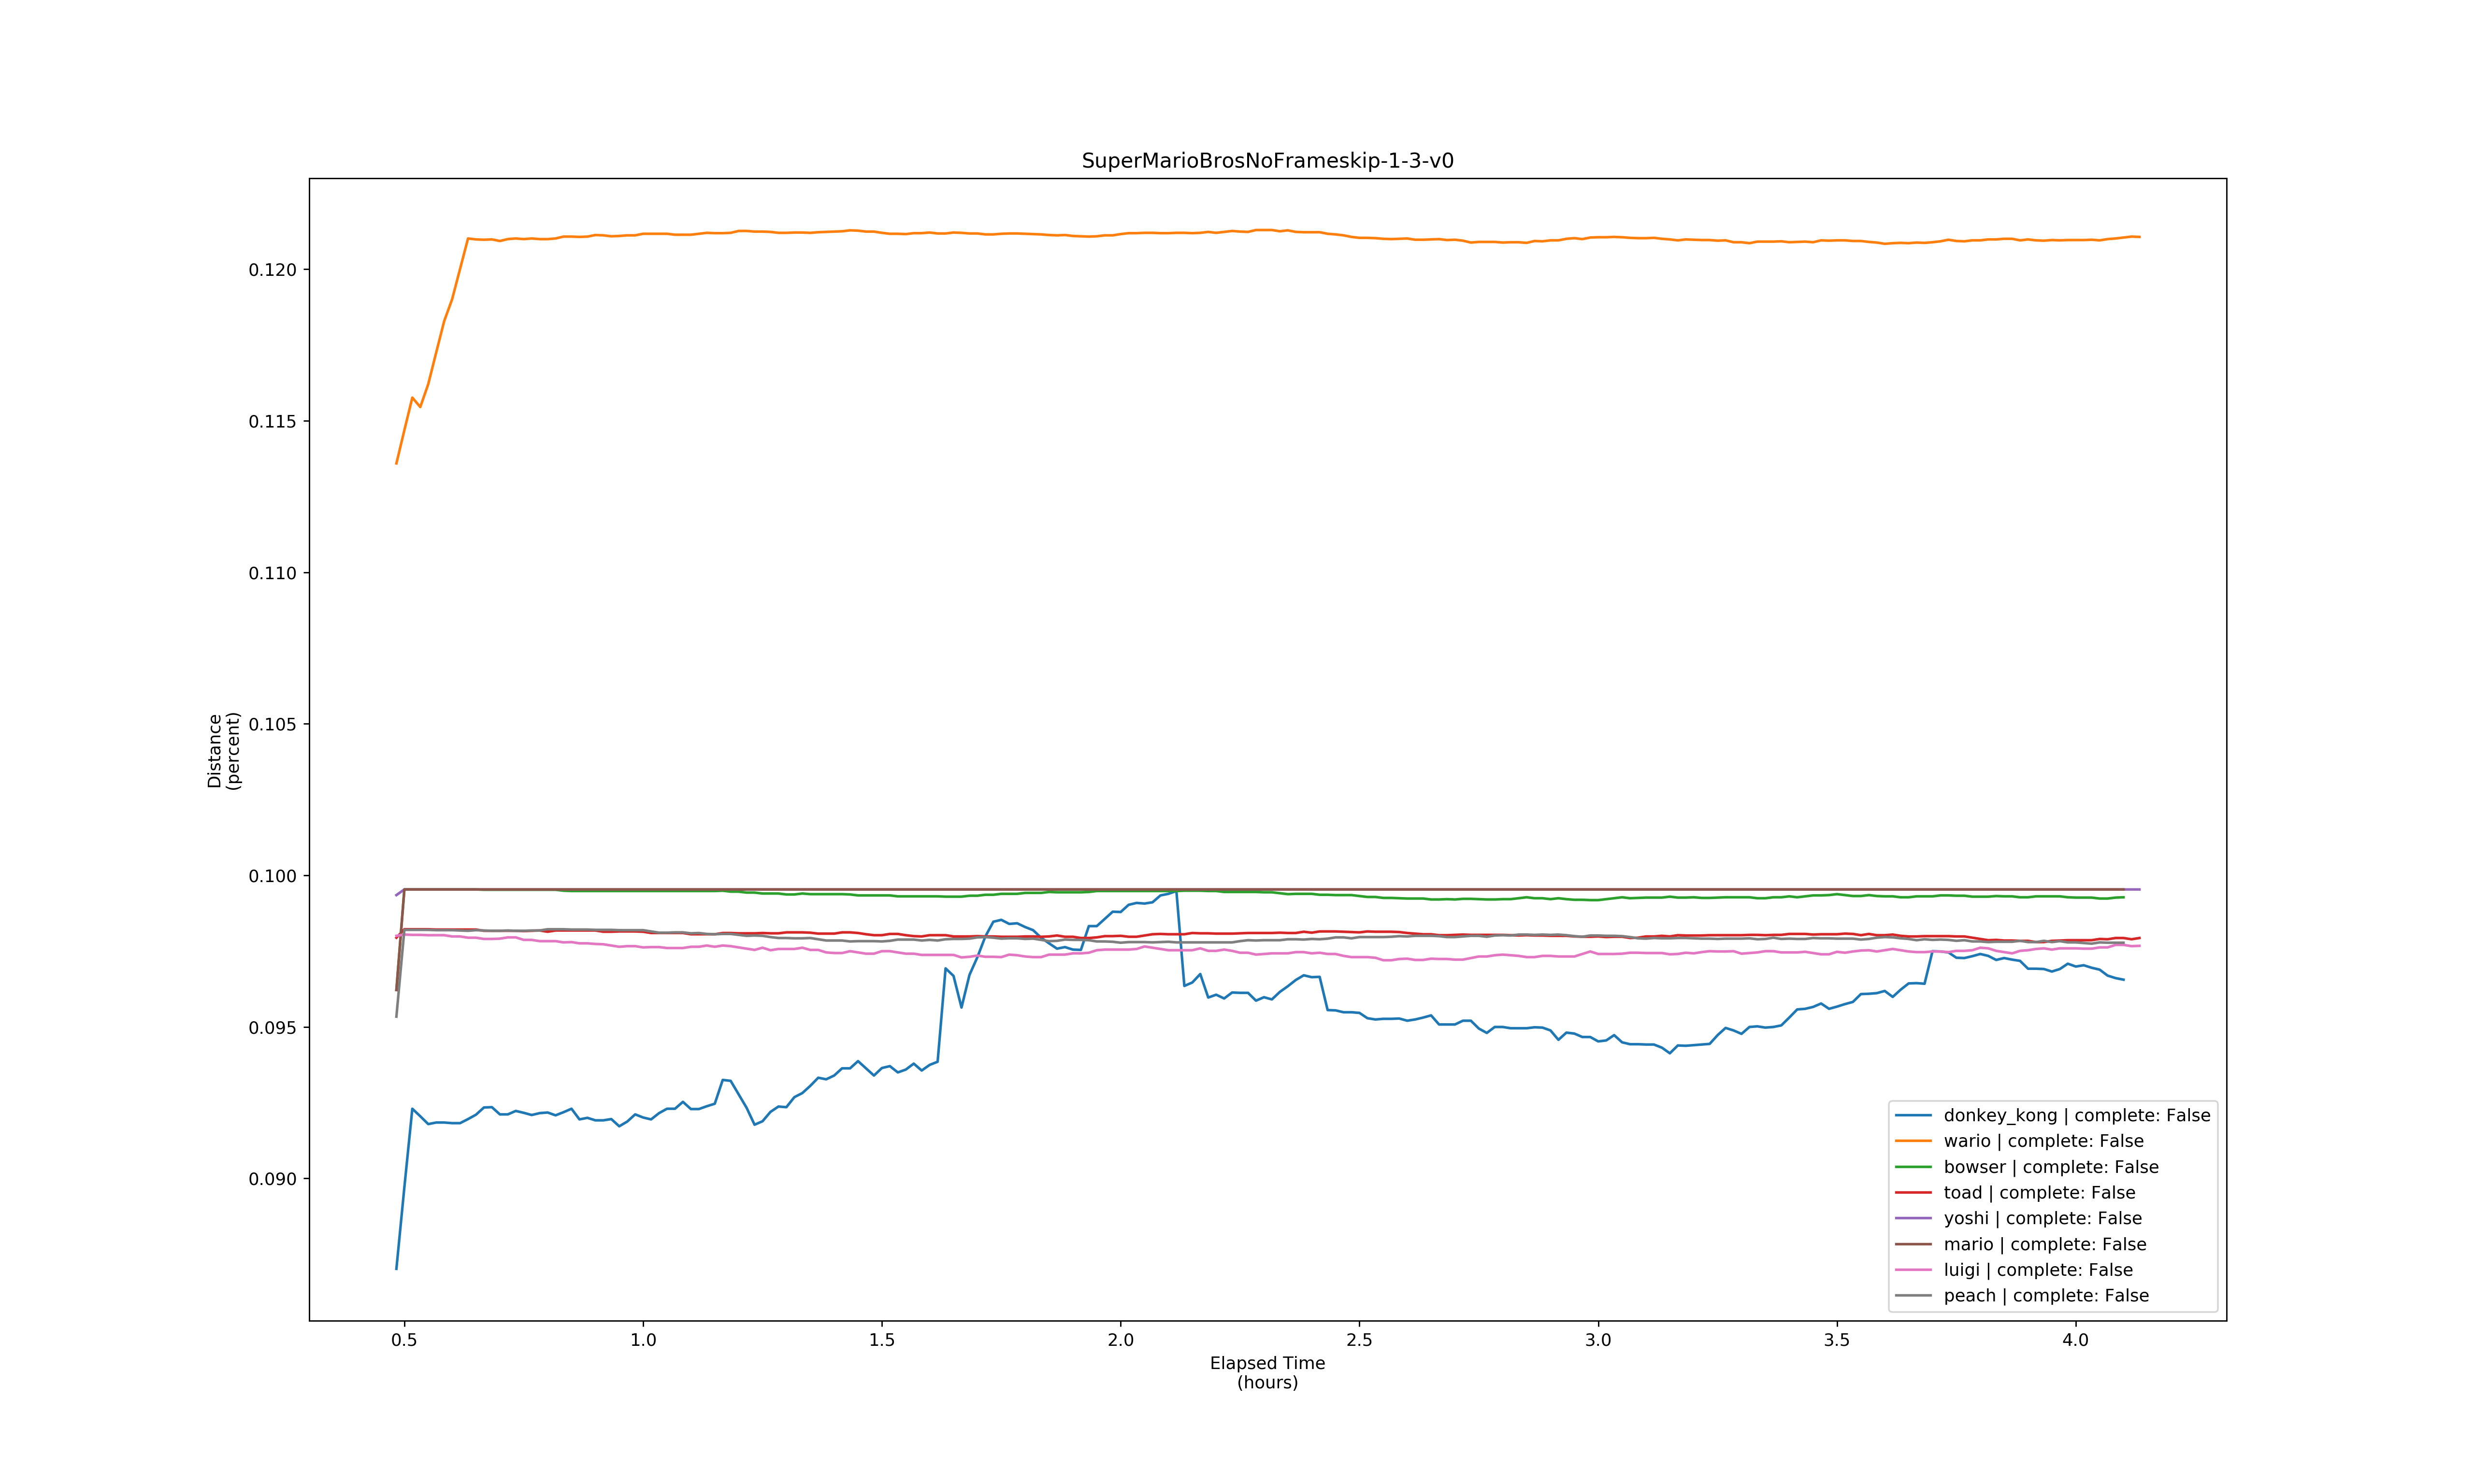 SuperMarioBrosNoFrameskip-1-3-v0
Distance
(percent)
0.120
0.115
0.110
0.105
0.100
0.095
0.090
0.5 1.0 1.5 2.0 2.5 3.0 3.5 4.0
Elapsed Time
(hours)
donkey_kong | complete: False
wario | complete: False
bowser | complete: False
toad | complete: False
yoshi | complete: False
mario | complete: False
luigi | complete: False
peach | complete: False